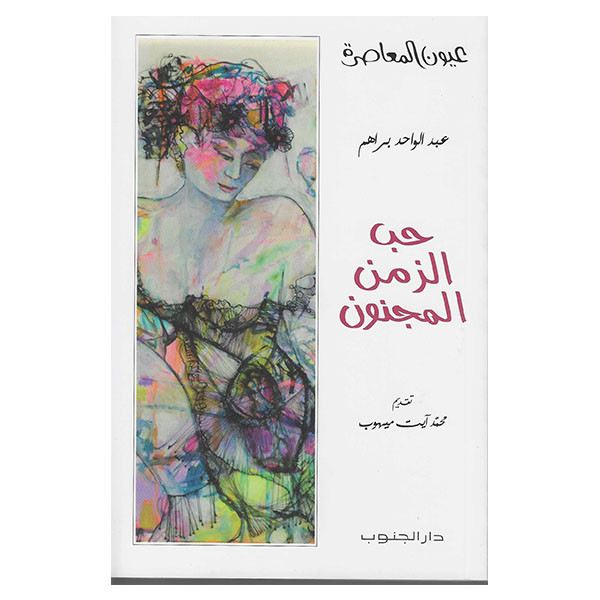 عيون المعاصرة
عبد الواحد براهم
حب
الزمن
المجنون
تقديم
محمد آيت ميهوب
دار الجنوب